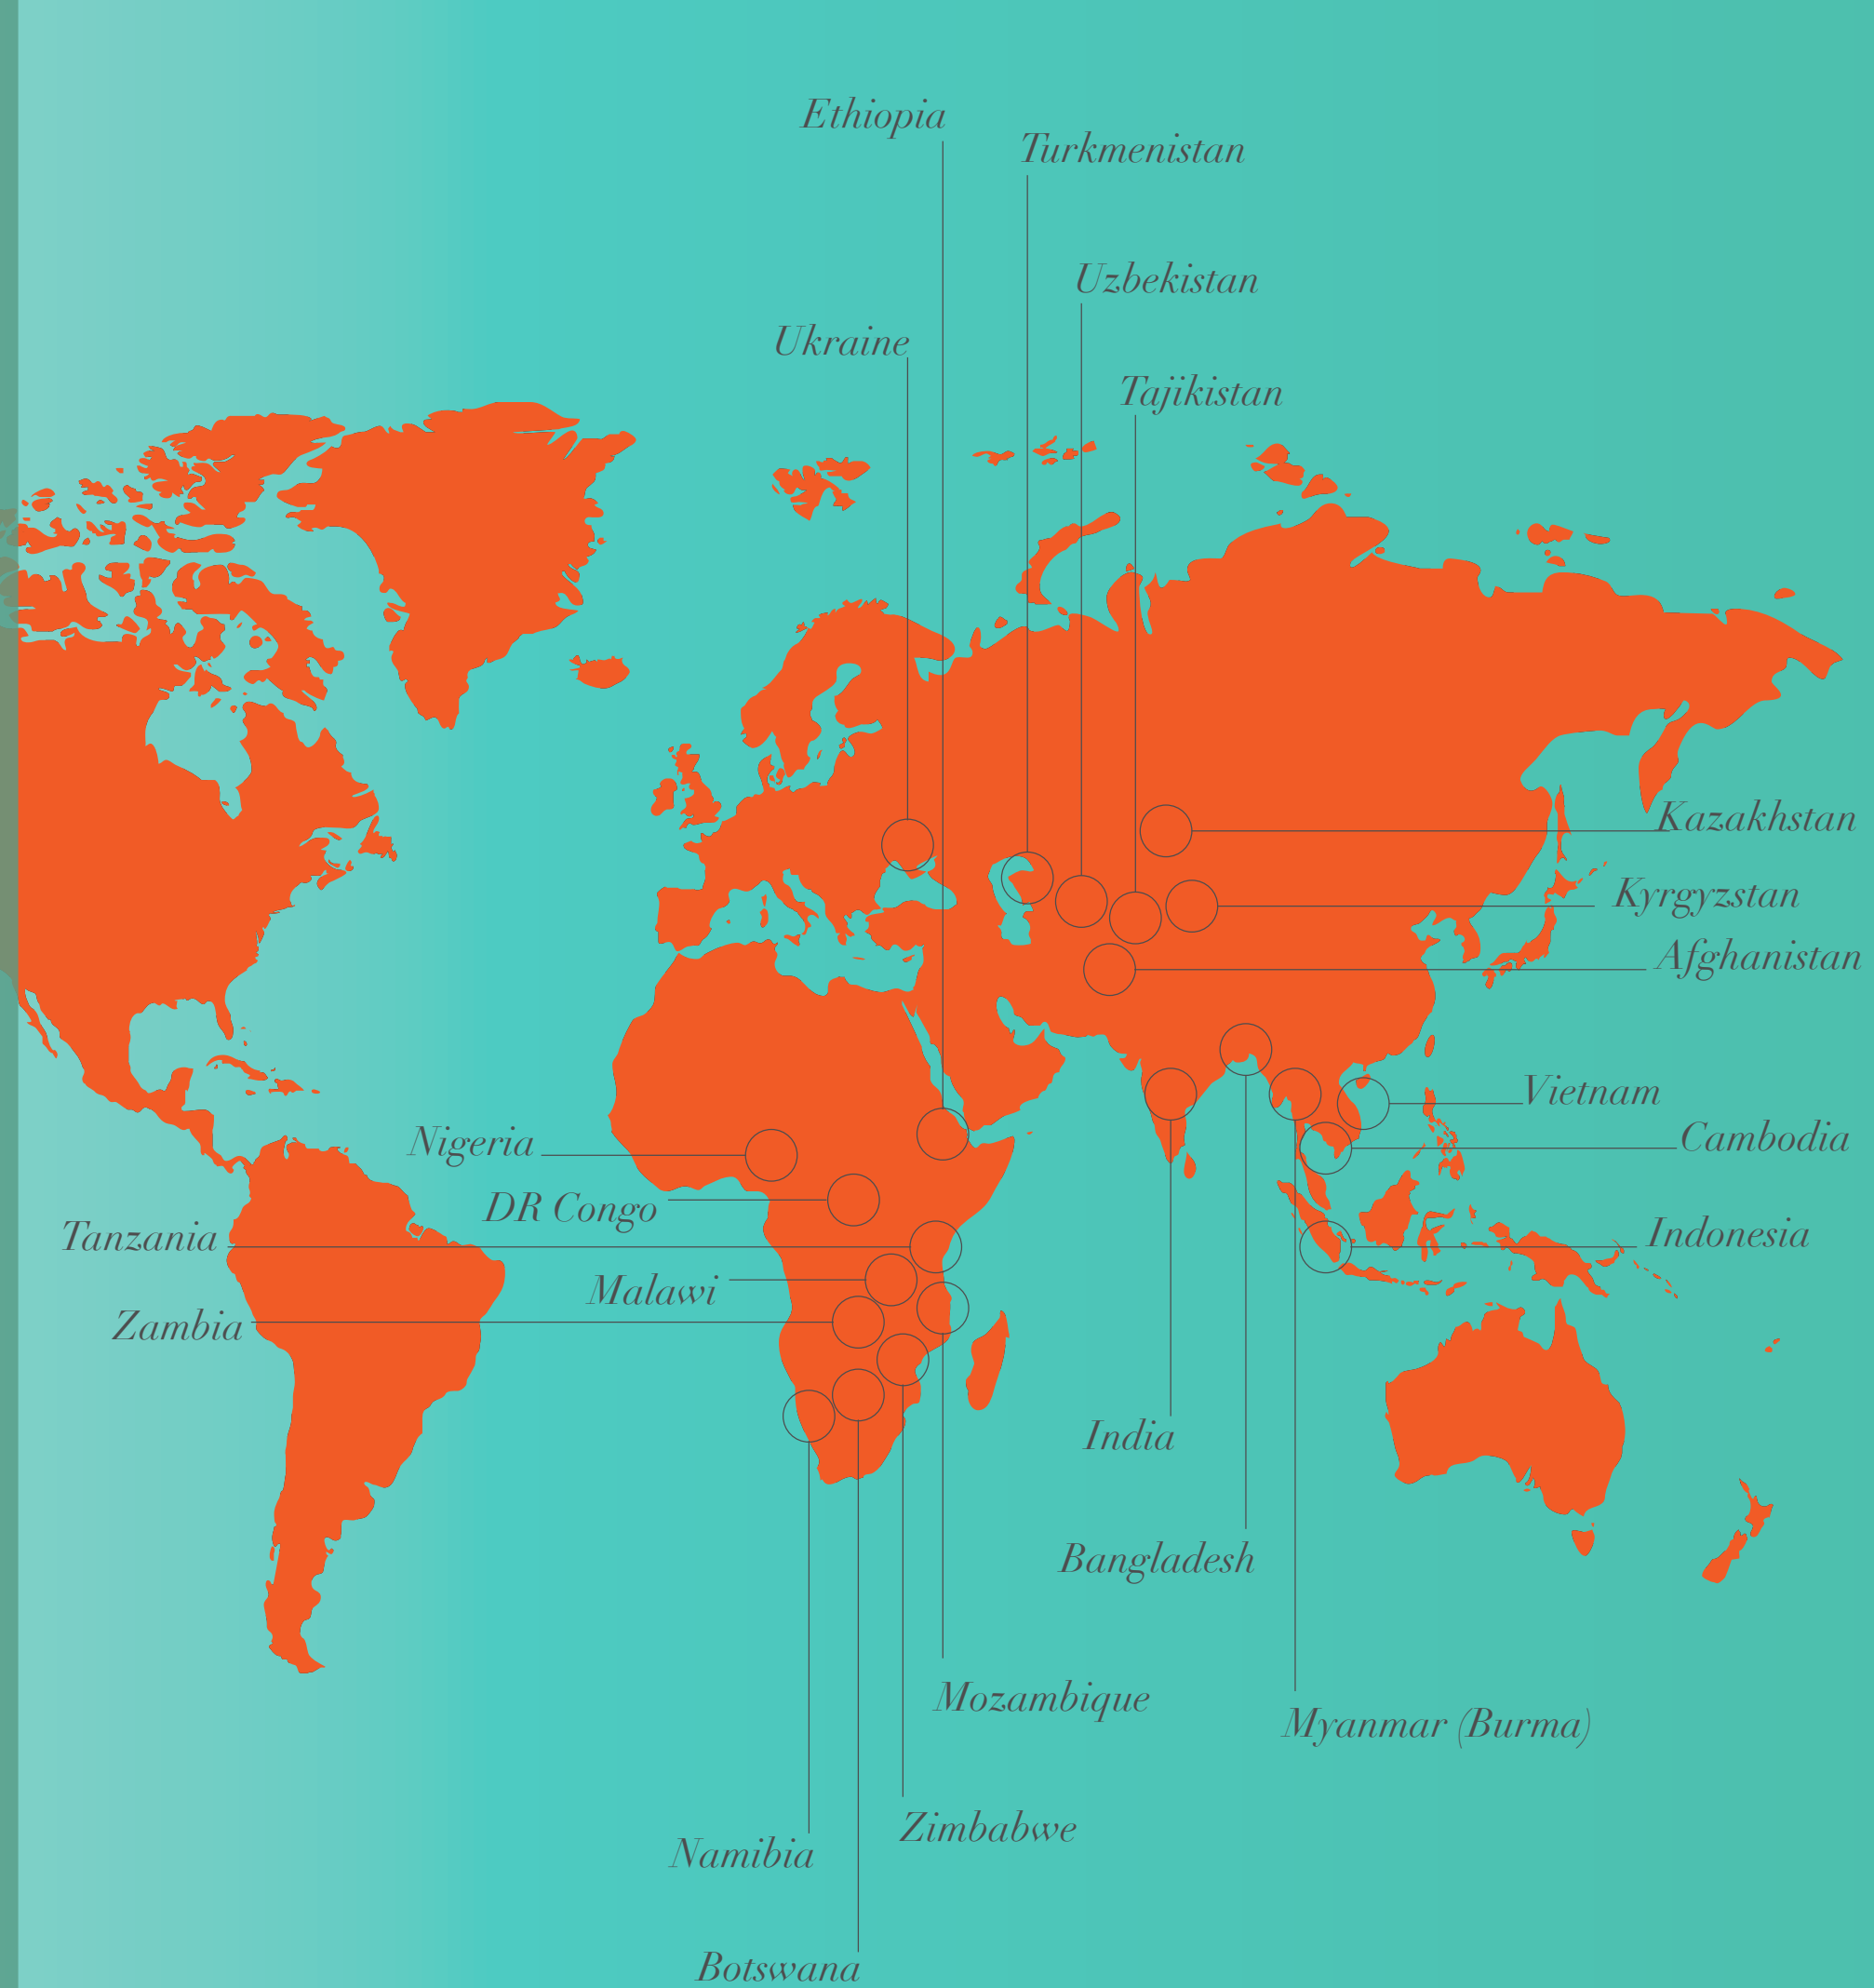 Ethiopia
Turkmenistan
Uzbekistan
Ukraine
Tajikistan
Kazakhstan
Kyrgyzstan
Afghanistan
Vietnam
Nigeria
Cambodia
DR Congo
Tanzania
Indonesia
Malawi
Zambia
India
Bangladesh
Mozambique
Myanmar (Burma)
Zimbabwe
Namibia
Botswana